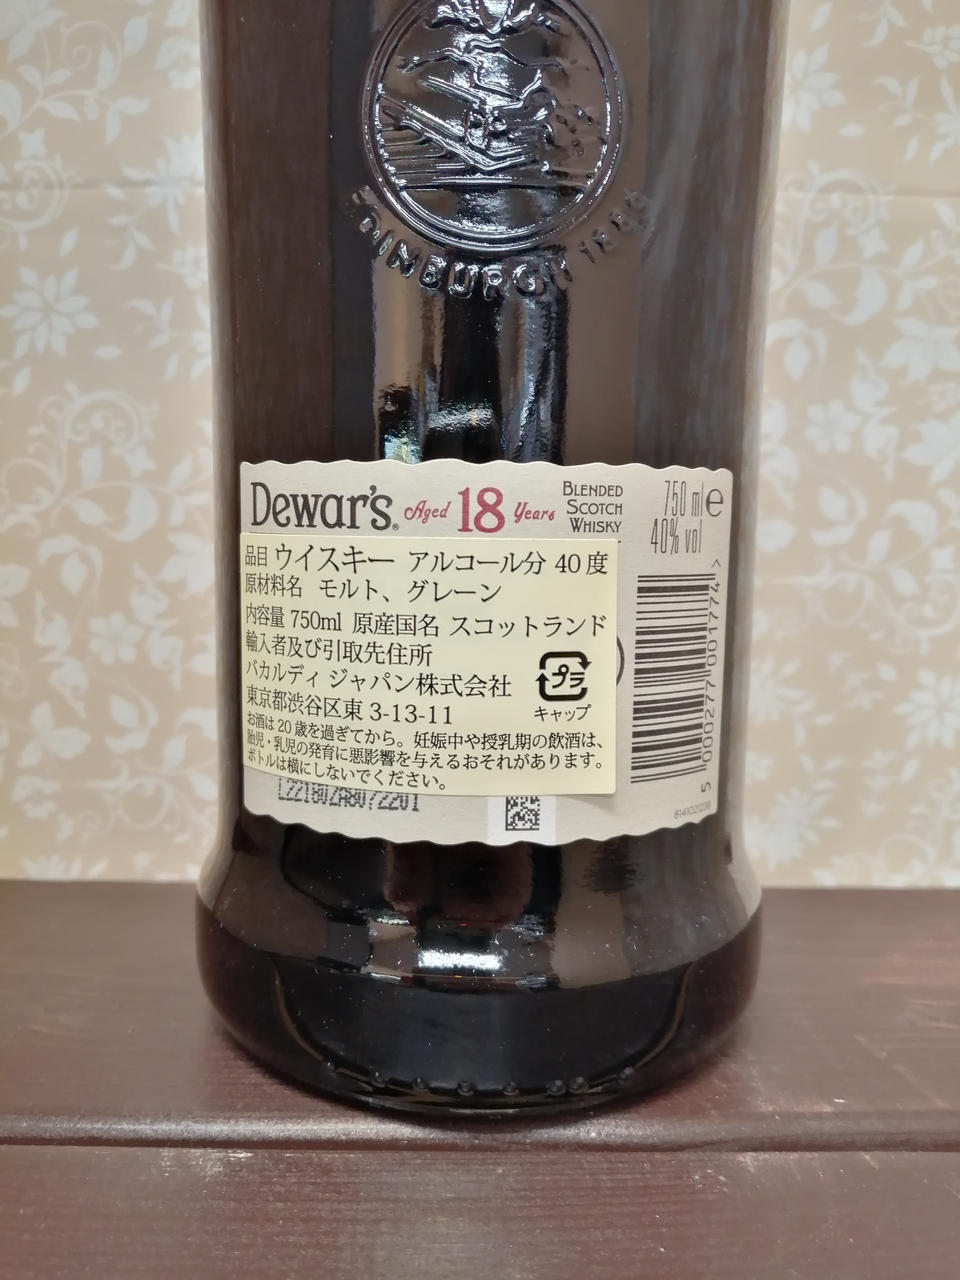 EDINBURGH 1886
Dewar's® Aged 18 Years
BLENDED
SCOTCH
WHISKY
750 ml e
40% vol
品目 ウイスキー アルコール分 40度
原材料名 モルト、グレーン
内容量 750ml 原産国名 スコットランド
輸入者及び引取先住所
バカルディ ジャパン株式会社
東京都渋谷区東 3-13-11
プラ
キャップ
お酒は20歳を過ぎてから。妊娠中や授乳期の飲酒は、
胎児・乳児の発育に悪影響を与えるおそれがあります。
ボトルは横にしないでください。
5 000277 001774 >
L22180ZA8072201
8141021238